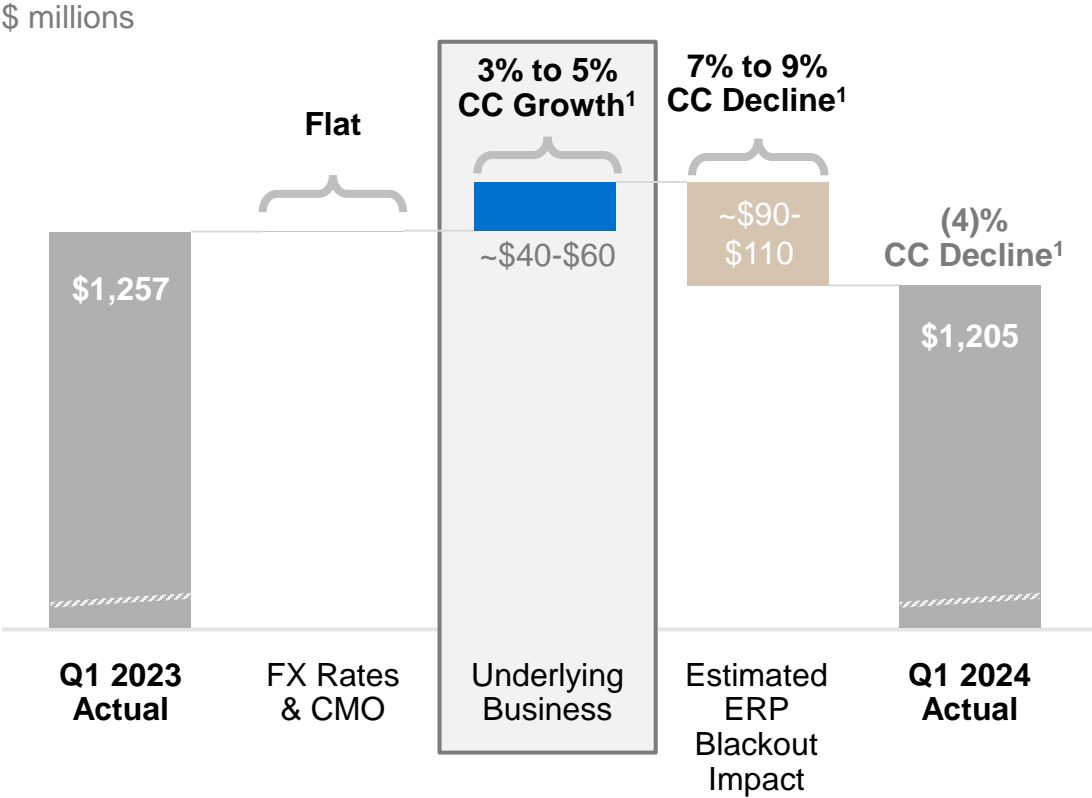 $ millions
Flat
3% to 5%
CC Growth¹
7% to 9%
CC Decline¹
$1,257
~$40-$60
~$90-
$110
(4)%
CC Decline¹
$1,205
Q1 2023
Actual
FX Rates
& CMO
Underlying
Business
Estimated
ERP
Blackout
Impact
Q1 2024
Actual